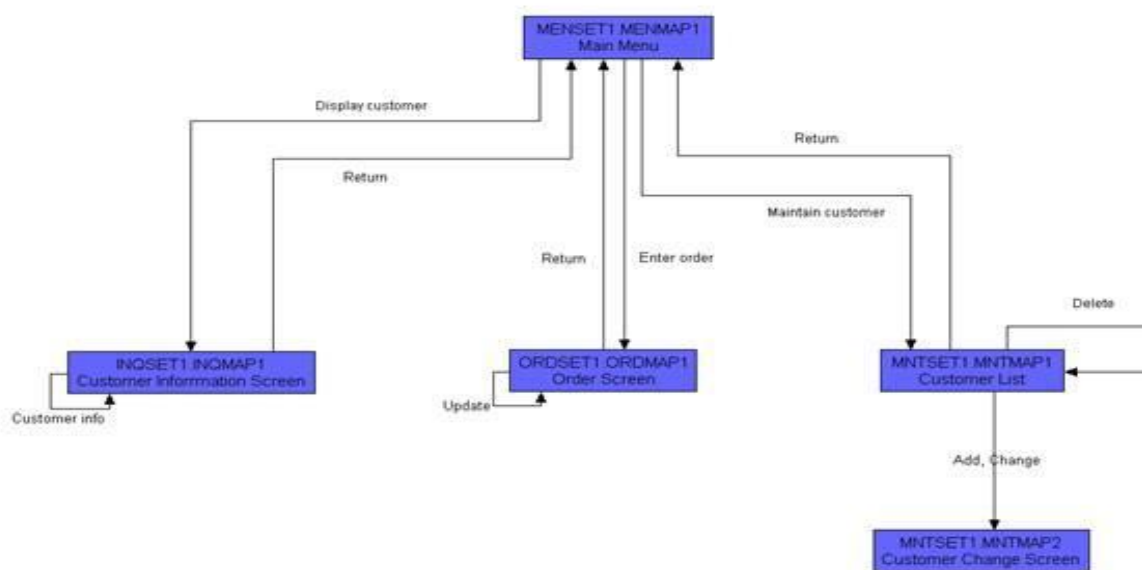 MENSET1.MENMAP1
Main Menu
Display customer
Return
Return
Maintain customer
Return
Enter order
Delete
INQSET1.INQMAP1
Customer Inforrmation Screen
Customer info
ORDSET1.ORDMAP1
Order Screen
Update
MNTSET1.MNTMAP1
Customer List
Add, Change
MNTSET1.MNTMAP2
Customer Change Screen